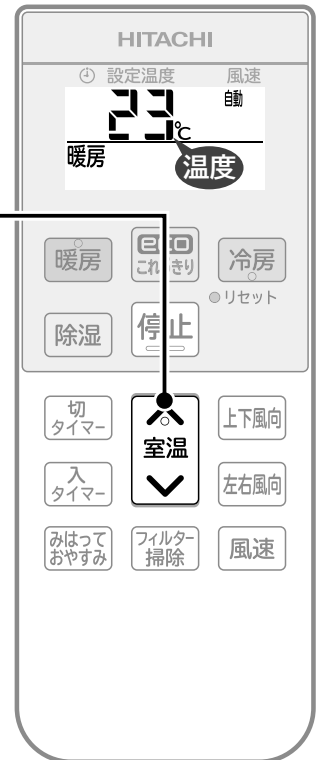 HITACHI
設定温度 風速
23℃ 自動
暖房
温度
暖房
eco
これっきり
冷房
リセット
除湿
停止
切
タイマー
室温
上下風向
入
タイマー
左右風向
みはって
おやすみ
フィルター
掃除
風速